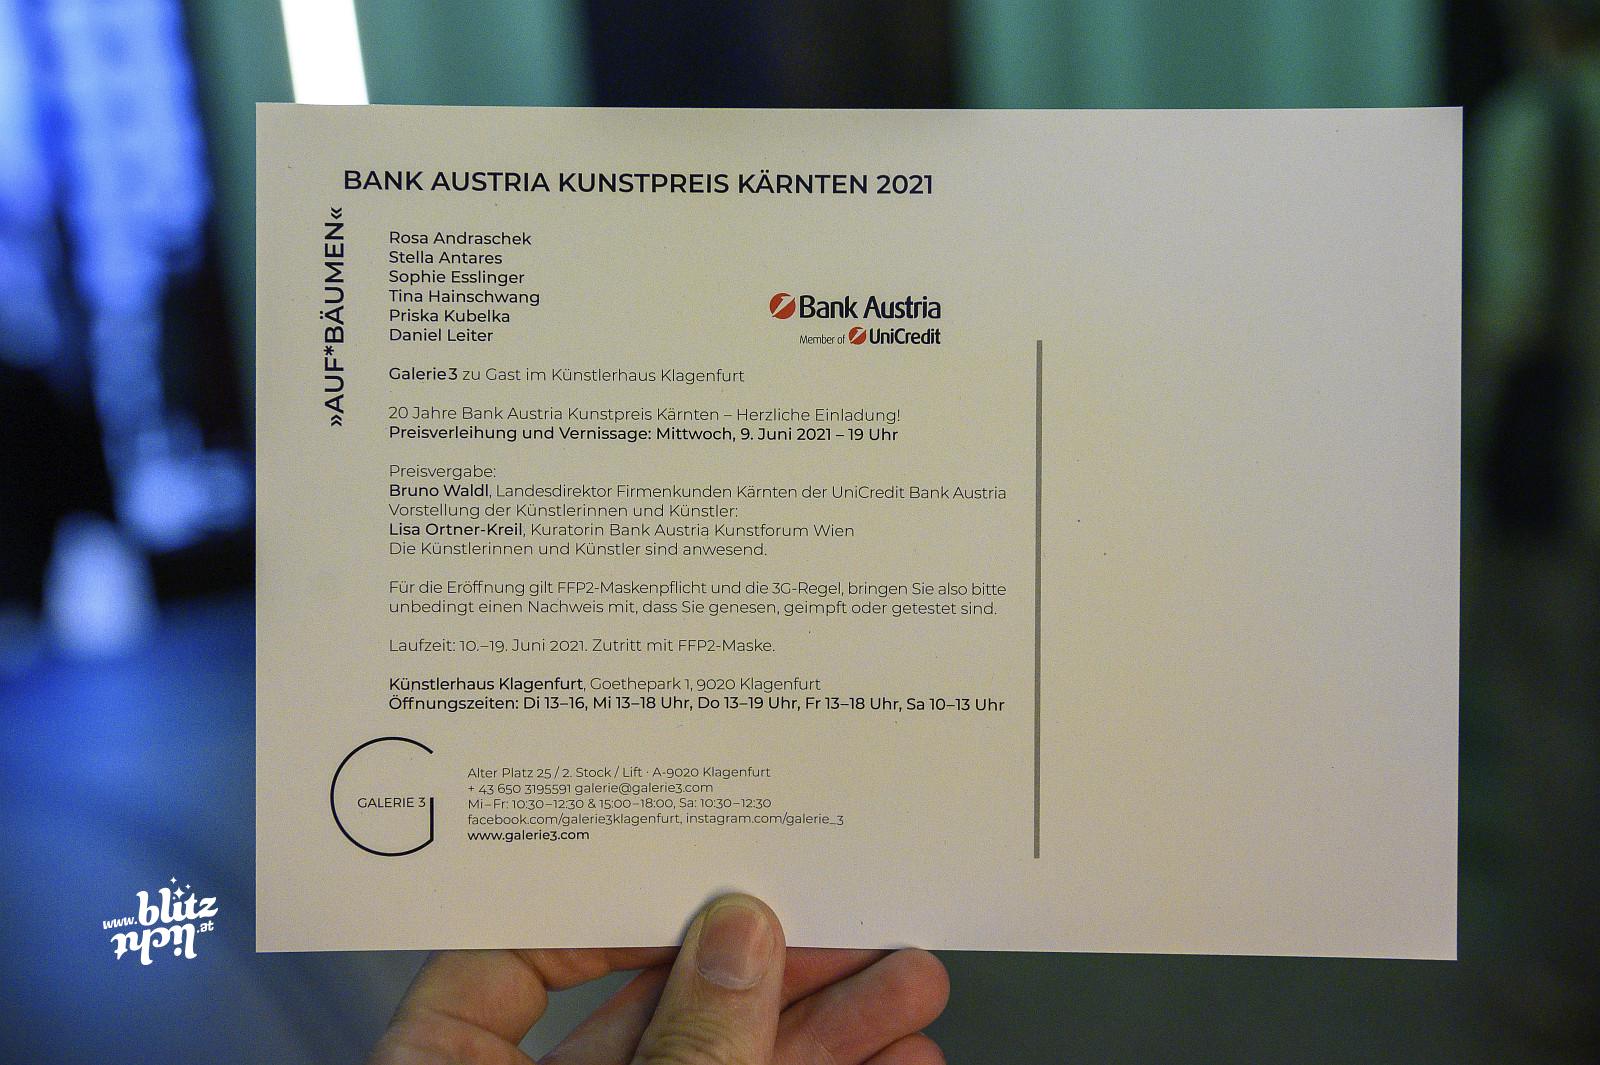 BANK AUSTRIA KUNSTPREIS KÄRNTEN 2021
»AUF*BÄUMEN«
Rosa Andraschek
Stella Antares
Sophie Esslinger
Tina Hainschwang
Priska Kubelka
Daniel Leiter
Bank Austria
Member of UniCredit
Galerie3 zu Gast im Künstlerhaus Klagenfurt
20 Jahre Bank Austria Kunstpreis Kärnten – Herzliche Einladung!
Preisverleihung und Vernissage: Mittwoch, 9. Juni 2021 – 19 Uhr
Preisvergabe:
Bruno Waldl, Landesdirektor Firmenkunden Kärnten der UniCredit Bank Austria
Vorstellung der Künstlerinnen und Künstler:
Lisa Ortner-Kreil, Kuratorin Bank Austria Kunstforum Wien
Die Künstlerinnen und Künstler sind anwesend.
Für die Eröffnung gilt FFP2-Maskenpflicht und die 3G-Regel, bringen Sie also bitte
unbedingt einen Nachweis mit, dass Sie genesen, geimpft oder getestet sind.
Laufzeit: 10.–19. Juni 2021. Zutritt mit FFP2-Maske.
Künstlerhaus Klagenfurt, Goethepark 1, 9020 Klagenfurt
Öffnungszeiten: Di 13–16, Mi 13–18 Uhr, Do 13–19 Uhr, Fr 13–18 Uhr, Sa 10–13 Uhr
GALERIE 3
Alter Platz 25 / 2. Stock / Lift · A-9020 Klagenfurt
+ 43 650 3195591 galerie@galerie3.com
Mi–Fr: 10:30–12:30 & 15:00–18:00, Sa: 10:30–12:30
facebook.com/galerie3klagenfurt, instagram.com/galerie_3
www.galerie3.com
www.blitz
licht.at